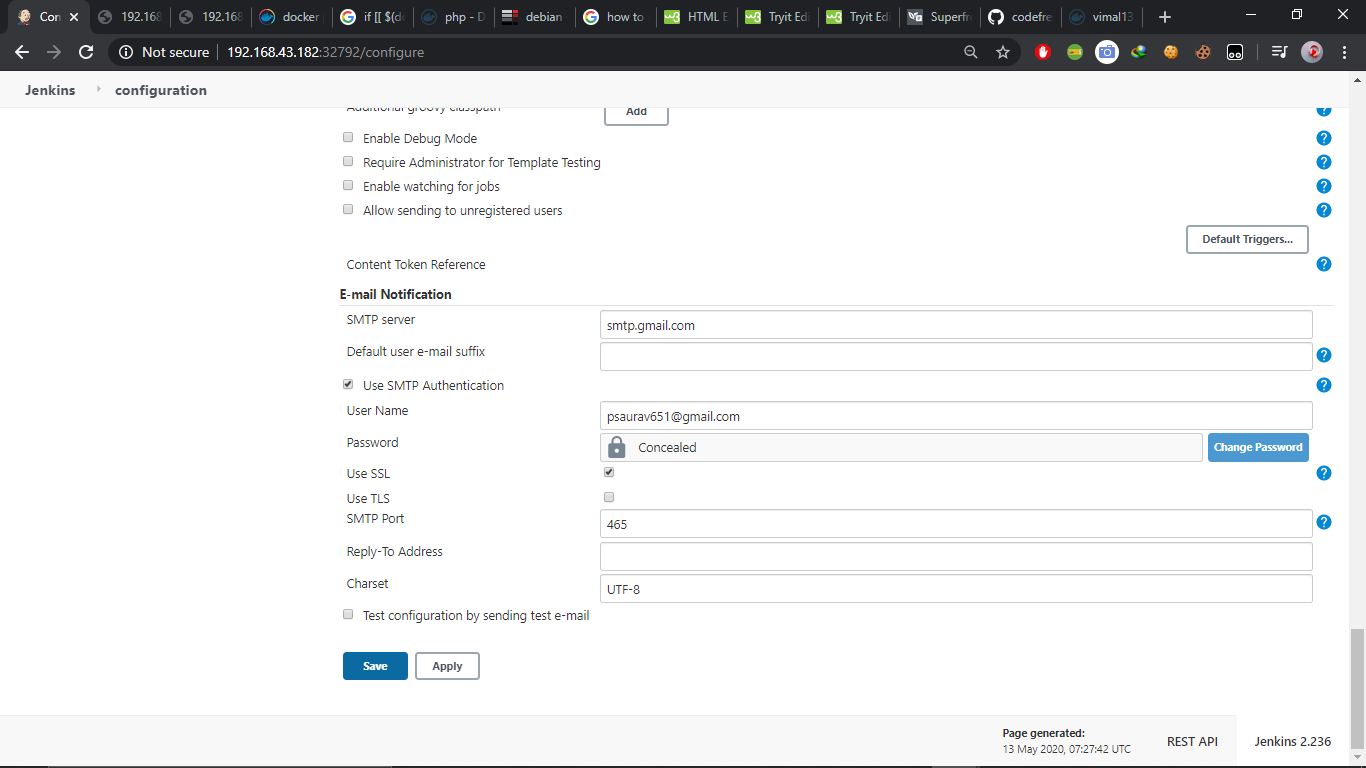 Con
192.168
192.168
docker
if [[ $(d
php - D
debian
how to
HTML E
Tryit Edi
Tryit Edi
Superfr
codefre
vimal13
Not secure
192.168.43.182:32792/configure
Jenkins
configuration
Additional groovy classpath
Add
Enable Debug Mode
Require Administrator for Template Testing
Enable watching for jobs
Allow sending to unregistered users
Default Triggers...
Content Token Reference
E-mail Notification
SMTP server
smtp.gmail.com
Default user e-mail suffix
Use SMTP Authentication
User Name
psaurav651@gmail.com
Password
Concealed
Change Password
Use SSL
Use TLS
SMTP Port
465
Reply-To Address
Charset
UTF-8
Test configuration by sending test e-mail
Save
Apply
Page generated:
13 May 2020, 07:27:42 UTC
REST API
Jenkins 2.236